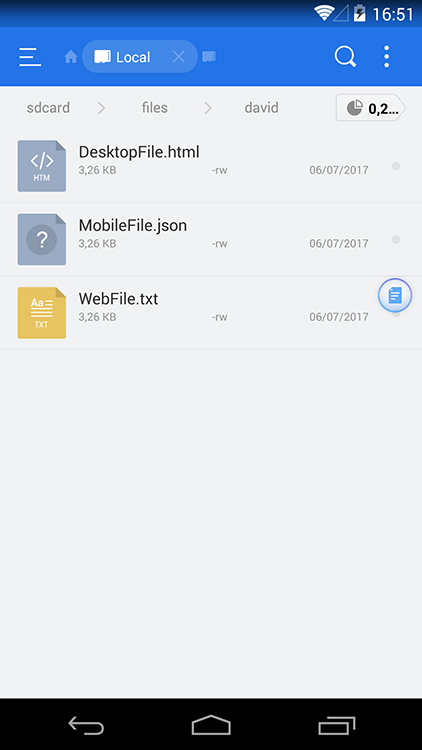 16:51
Local
sdcard files david 0,2...
DesktopFile.html
3,26 KB -rw 06/07/2017
HTM
MobileFile.json
3,26 KB -rw 06/07/2017
?
WebFile.txt
3,26 KB -rw 06/07/2017
Aa
TXT